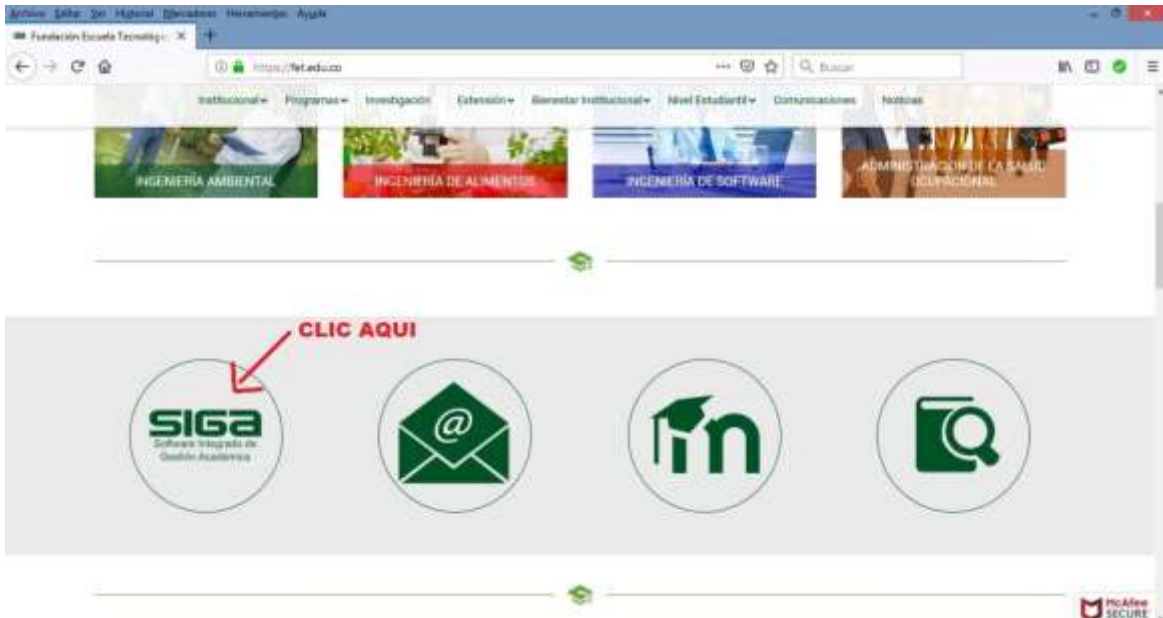 Archivo Editar Ver Historial Marcadores Herramientas Ayuda
Fundación Escuela Tecnológic
https://fet.edu.co
Buscar
Institucional Programas Investigación Extensión Bienestar Institucional Nivel Estudiantil Comunicaciones Noticias
INGENIERÍA AMBIENTAL
INGENIERÍA DE ALIMENTOS
INGENIERÍA DE SOFTWARE
ADMINISTRACIÓN DE LA SALUD
OCUPACIONAL
CLIC AQUI
SIGA
Software Integrado de
Gestión Académica
@
McAfee
SECURE